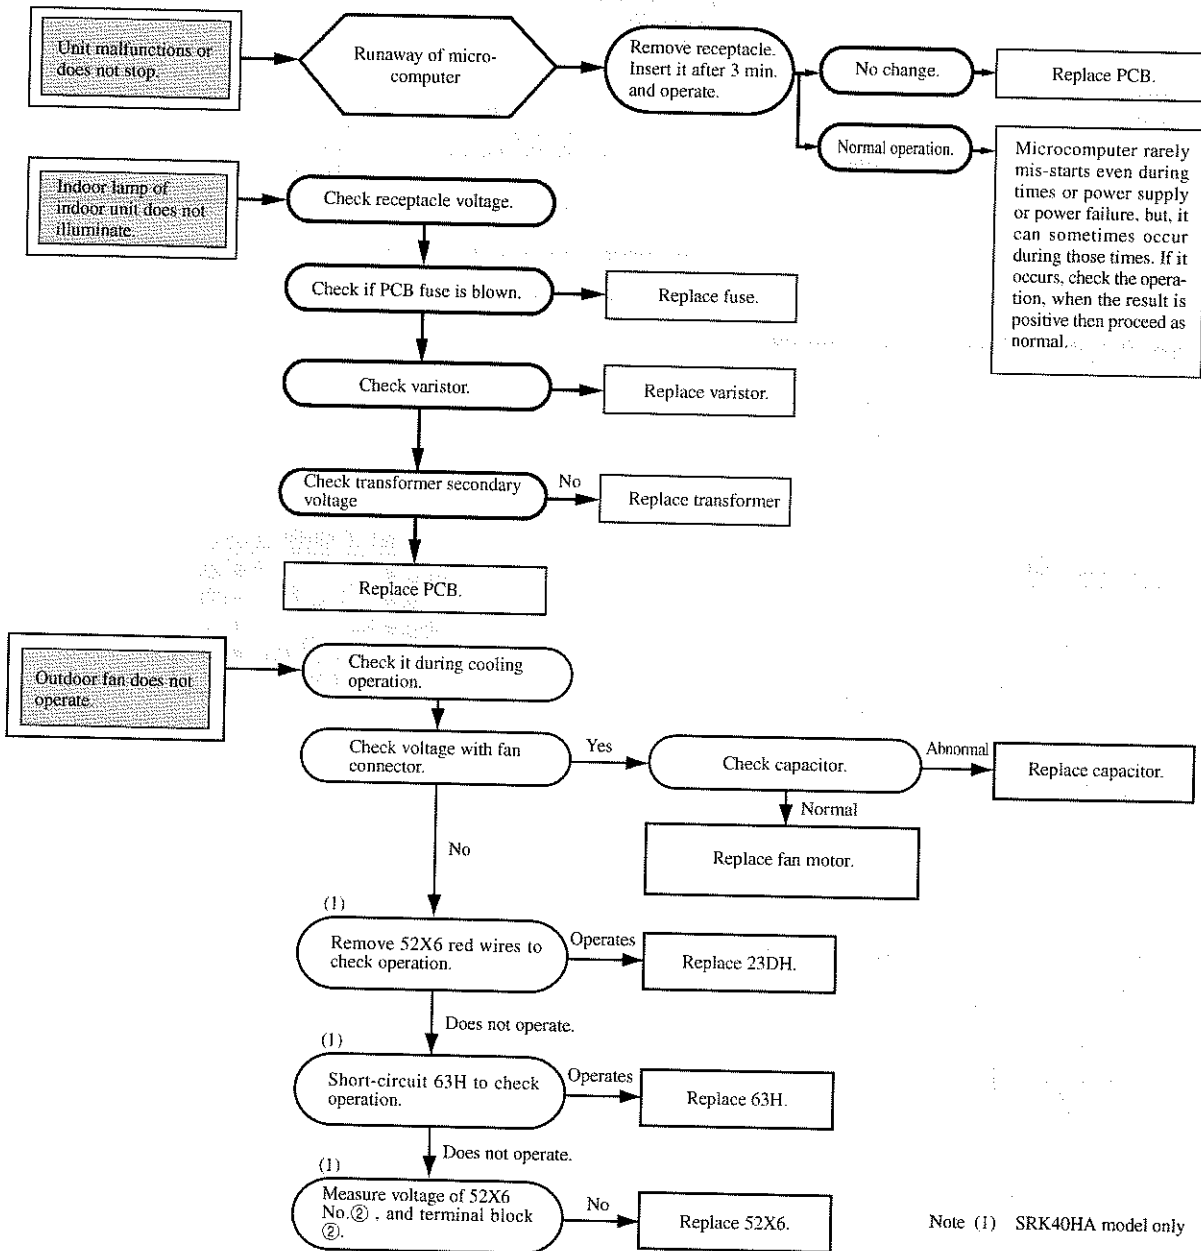 Unit malfunctions or
does not stop.
Runaway of micro-
computer
Remove receptacle.
Insert it after 3 min.
and operate.
No change.
Replace PCB.
Normal operation.
Microcomputer rarely
mis-starts even during
times or power supply
or power failure, but, it
can sometimes occur
during those times. If it
occurs, check the opera-
tion, when the result is
positive then proceed as
normal.
Indoor lamp of
indoor unit does not
illuminate.
Check receptacle voltage.
Check if PCB fuse is blown.
Replace fuse.
Check varistor.
Replace varistor.
Check transformer secondary
voltage
No
Replace transformer
Replace PCB.
Outdoor fan does not
operate.
Check it during cooling
operation.
Check voltage with fan
connector.
Yes
Check capacitor.
Abnormal
Replace capacitor.
Normal
Replace fan motor.
No
(1)
Remove 52X6 red wires to
check operation.
Operates
Replace 23DH.
Does not operate.
(1)
Short-circuit 63H to check
operation.
Operates
Replace 63H.
Does not operate.
(1)
Measure voltage of 52X6
No.② , and terminal block
②.
No
Replace 52X6.
Note (1) SRK40HA model only